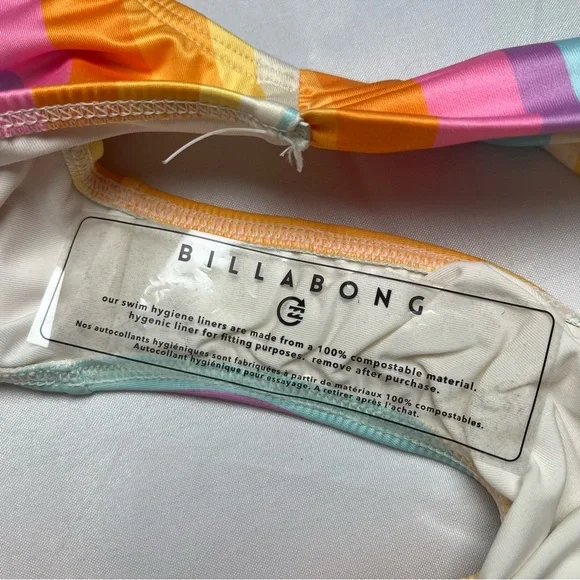 BILLABONG
our swim hygiene liners are made from a 100% compostable material.
hygenic liner for fitting purposes. remove after purchase.
Nos autocollants hygiéniques sont fabriquées à partir de matériaux 100% compostables.
Autocollant hygiénique pour essayage. A retirer après l'achat.